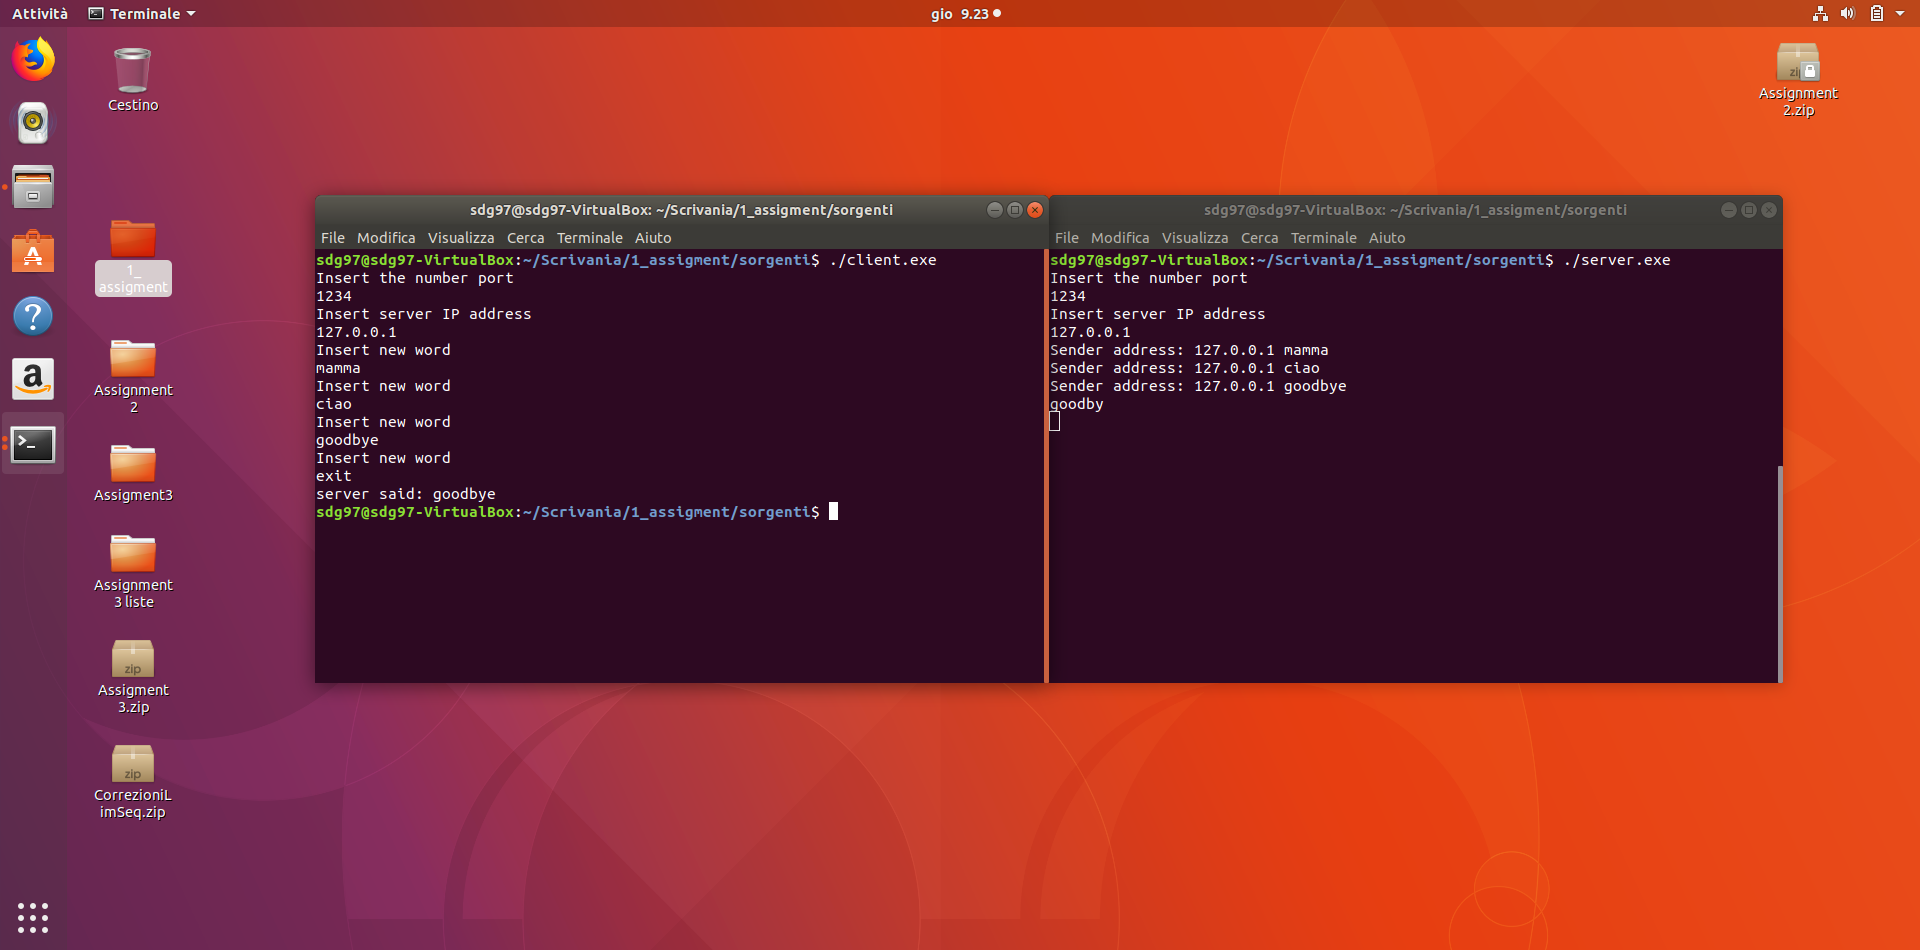 Attività Terminale gio 9.23
Cestino
1_
assigment
Assignment
2
Assigment3
Assignment
3 liste
zip
Assigment
3.zip
zip
CorrezioniL
imSeq.zip
zip
Assignment
2.zip
sdg97@sdg97-VirtualBox: ~/Scrivania/1_assigment/sorgenti
File Modifica Visualizza Cerca Terminale Aiuto
sdg97@sdg97-VirtualBox:~/Scrivania/1_assigment/sorgenti$ ./client.exe
Insert the number port
1234
Insert server IP address
127.0.0.1
Insert new word
mamma
Insert new word
ciao
Insert new word
goodbye
Insert new word
exit
server said: goodbye
sdg97@sdg97-VirtualBox:~/Scrivania/1_assigment/sorgenti$
sdg97@sdg97-VirtualBox: ~/Scrivania/1_assigment/sorgenti
File Modifica Visualizza Cerca Terminale Aiuto
sdg97@sdg97-VirtualBox:~/Scrivania/1_assigment/sorgenti$ ./server.exe
Insert the number port
1234
Insert server IP address
127.0.0.1
Sender address: 127.0.0.1 mamma
Sender address: 127.0.0.1 ciao
Sender address: 127.0.0.1 goodbye
goodby